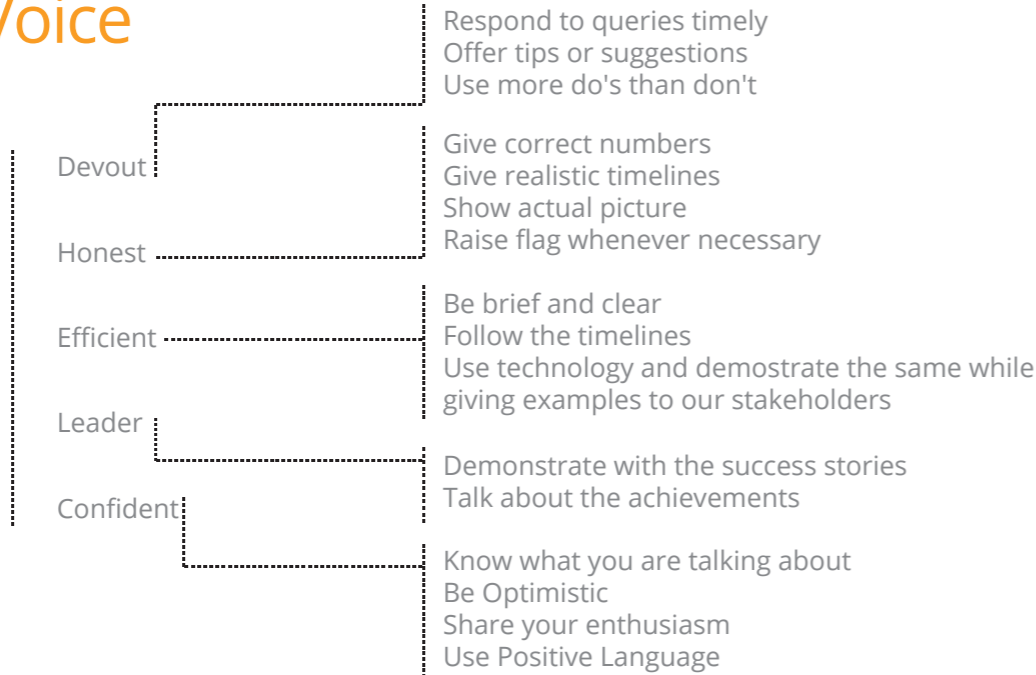 Voice
Respond to queries timely
Offer tips or suggestions
Use more do's than don't
Devout
Give correct numbers
Give realistic timelines
Show actual picture
Raise flag whenever necessary
Honest
Efficient
Be brief and clear
Follow the timelines
Use technology and demostrate the same while
giving examples to our stakeholders
Leader
Demonstrate with the success stories
Talk about the achievements
Confident
Know what you are talking about
Be Optimistic
Share your enthusiasm
Use Positive Language